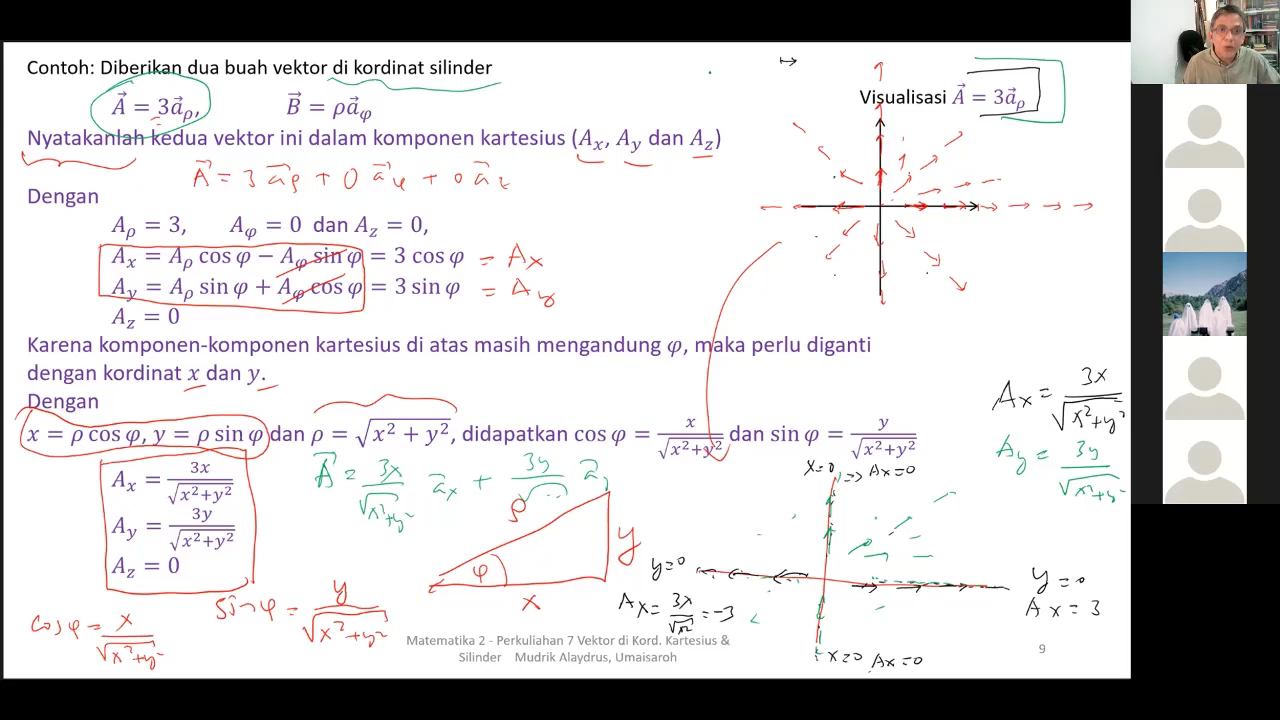 Contoh: Diberikan dua buah vektor di kordinat silinder
A⃗ = 3a⃗ρ, B⃗ = ρa⃗φ
Visualisasi A⃗ = 3a⃗ρ
Nyatakanlah kedua vektor ini dalam komponen kartesius (Ax, Ay dan Az)
A⃗ = 3 a⃗ρ + 0 a⃗φ + 0 a⃗z
Dengan
Aρ = 3, Aφ = 0 dan Az = 0,
Ax = Aρ cos φ − Aφ sin φ = 3 cos φ = Ax
Ay = Aρ sin φ + Aφ cos φ = 3 sin φ = Ay
Az = 0
Karena komponen-komponen kartesius di atas masih mengandung φ, maka perlu diganti
dengan kordinat x dan y.
Dengan
x = ρ cos φ, y = ρ sin φ dan ρ = √(x² + y²), didapatkan cos φ = x/√(x²+y²) dan sin φ = y/√(x²+y²)
Ax = 3x/√(x²+y²)
Ay = 3y/√(x²+y²)
Ax = 3x/√(x²+y²)
Ay = 3y/√(x²+y²)
Az = 0
A⃗ = 3x/√(x²+y²) a⃗x + 3y/√(...) a⃗y
ρ
φ
x
y
cos φ = x/√(x²+y²)
sin φ = y/√(x²+y²)
x=0 => Ax=0
y=0
Ax = 3x/√x² = -3
y=0
Ax = 3
x=0 Ax=0
Matematika 2 - Perkuliahan 7 Vektor di Kord. Kartesius &
Silinder Mudrik Alaydrus, Umaisaroh
9